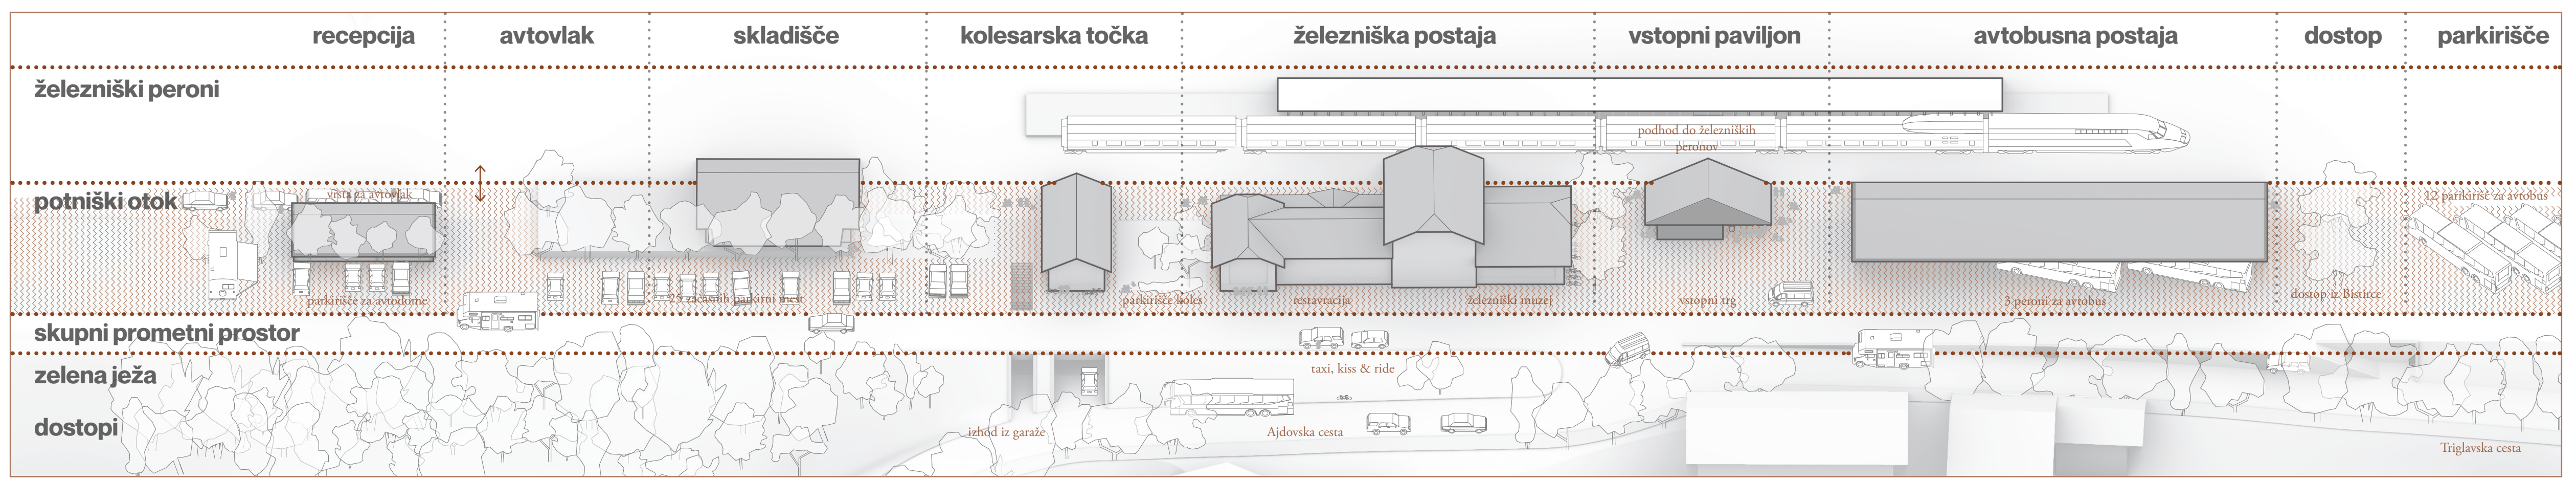 recepcija
avtovlak
skladišče
kolesarska točka
železniška postaja
vstopni paviljon
avtobusna postaja
dostop
parkirišče
železniški peroni
podhod do železniških
peronov
potniški otok
vrsta za avtovlak
12 parikirišč za avtobus
parkirišče za avtodome
25 začasnih parkirni mest
parkirišče koles
restavracija
železniški muzej
vstopni trg
3 peroni za avtobus
dostop iz Bistirce
skupni prometni prostor
zelena ježa
taxi, kiss & ride
dostopi
izhod iz garaže
Ajdovska cesta
Triglavska cesta